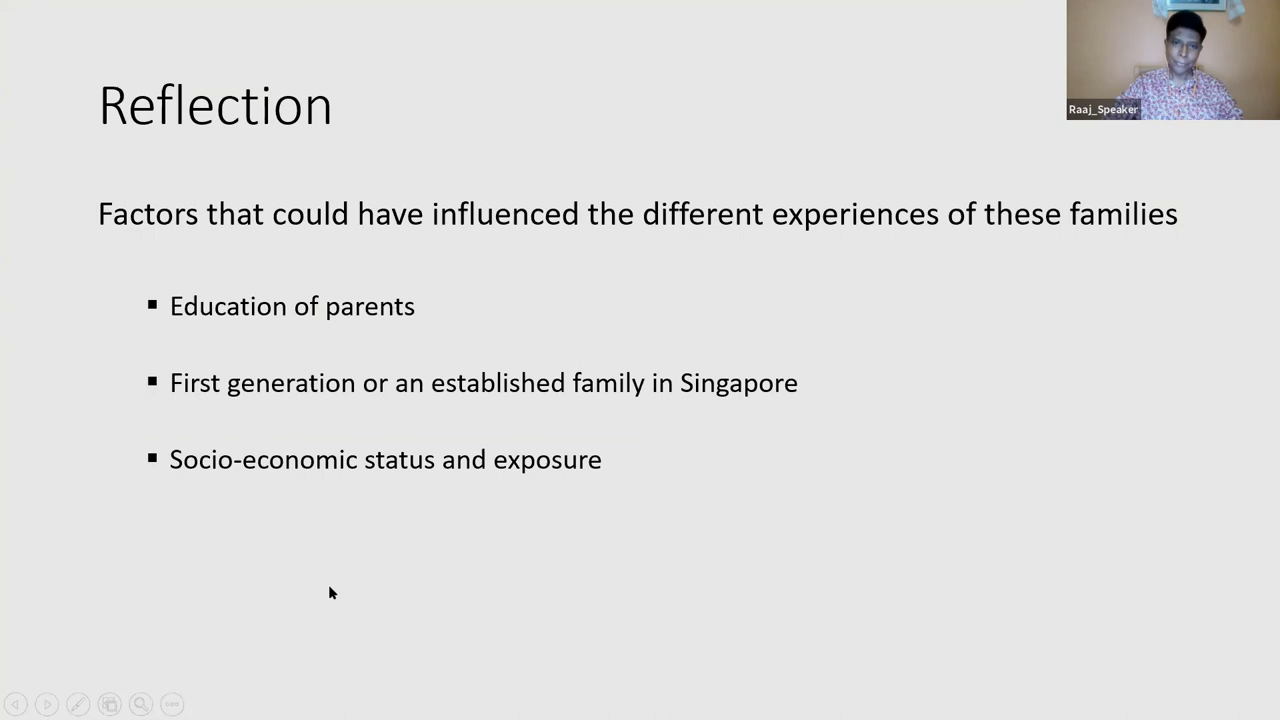 Reflection
Raaj_Speaker
Factors that could have influenced the different experiences of these families
Education of parents
First generation or an established family in Singapore
Socio-economic status and exposure